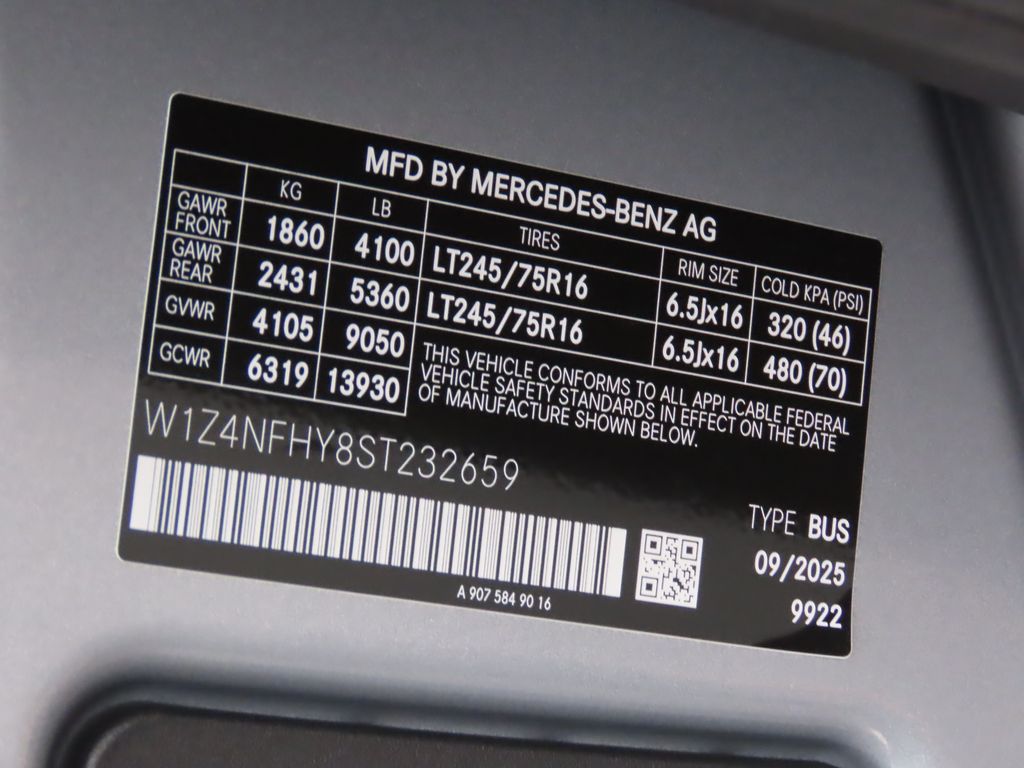 MFD BY MERCEDES-BENZ AG
KG LB TIRES RIM SIZE COLD KPA (PSI)
GAWR FRONT 1860 4100 LT245/75R16 6.5Jx16 320 (46)
GAWR REAR 2431 5360 LT245/75R16 6.5Jx16 480 (70)
GVWR 4105 9050
GCWR 6319 13930
THIS VEHICLE CONFORMS TO ALL APPLICABLE FEDERAL
VEHICLE SAFETY STANDARDS IN EFFECT ON THE DATE
OF MANUFACTURE SHOWN BELOW.
W1Z4NFHY8ST232659
TYPE BUS
09/2025
9922
A 907 584 90 16